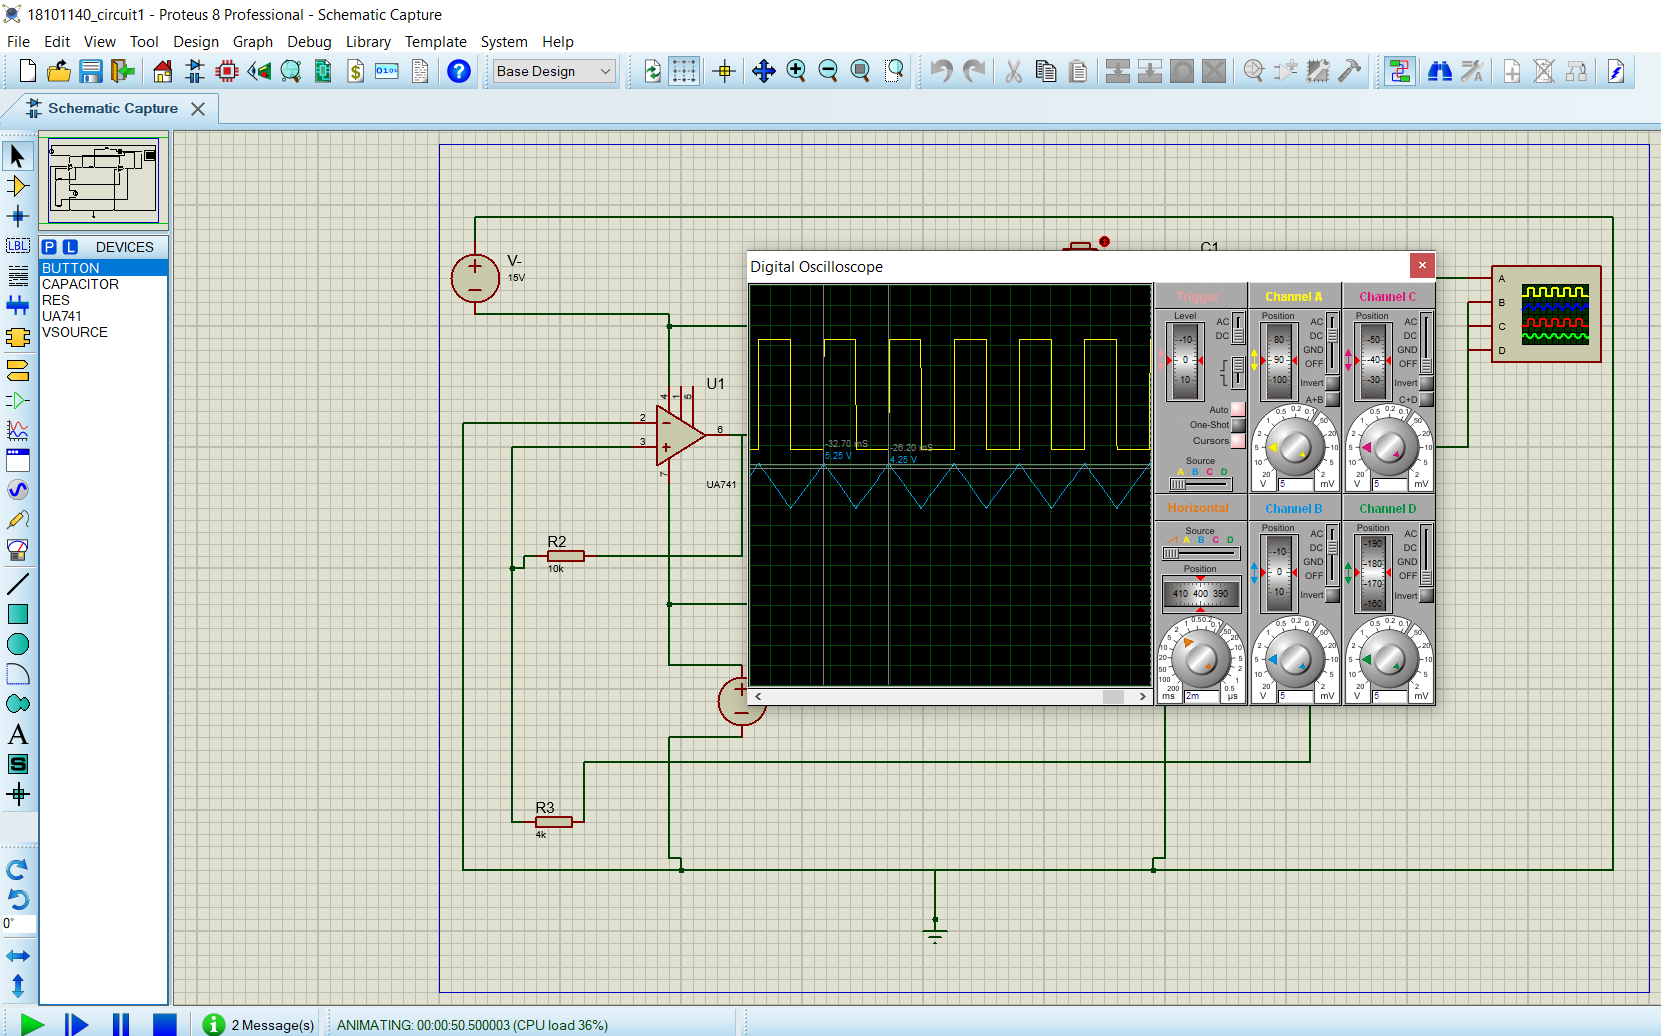 18101140_circuit1 - Proteus 8 Professional - Schematic Capture
File Edit View Tool Design Graph Debug Library Template System Help
$ 0101 ? Base Design
Schematic Capture
P L DEVICES
BUTTON
CAPACITOR
RES
UA741
VSOURCE
LBL
A
S
0°
V-
15V
C1
U1
4 1 5
2
3
6
7
UA741
R2
10k
R3
4k
A
B
C
D
Digital Oscilloscope
-32.70 mS
5.25 V
-26.20 mS
4.25 V
Trigger
Level
-10
0
10
AC
DC
Auto
One-Shot
Cursors
Source
A B C D
Channel A
Position
80
90
-100
AC
DC
GND
OFF
Invert
A+B
V 5 mV
Channel C
Position
-50
-40
-30
AC
DC
GND
OFF
Invert
C+D
V 5 mV
Horizontal
Source
A B C D
Position
410 400 390
ms 2m µs
Channel B
Position
-10
0
10
AC
DC
GND
OFF
Invert
V 5 mV
Channel D
Position
-190
-180
-170
-160
AC
DC
GND
OFF
Invert
V 5 mV
2 Message(s) ANIMATING: 00:00:50.500003 (CPU load 36%)